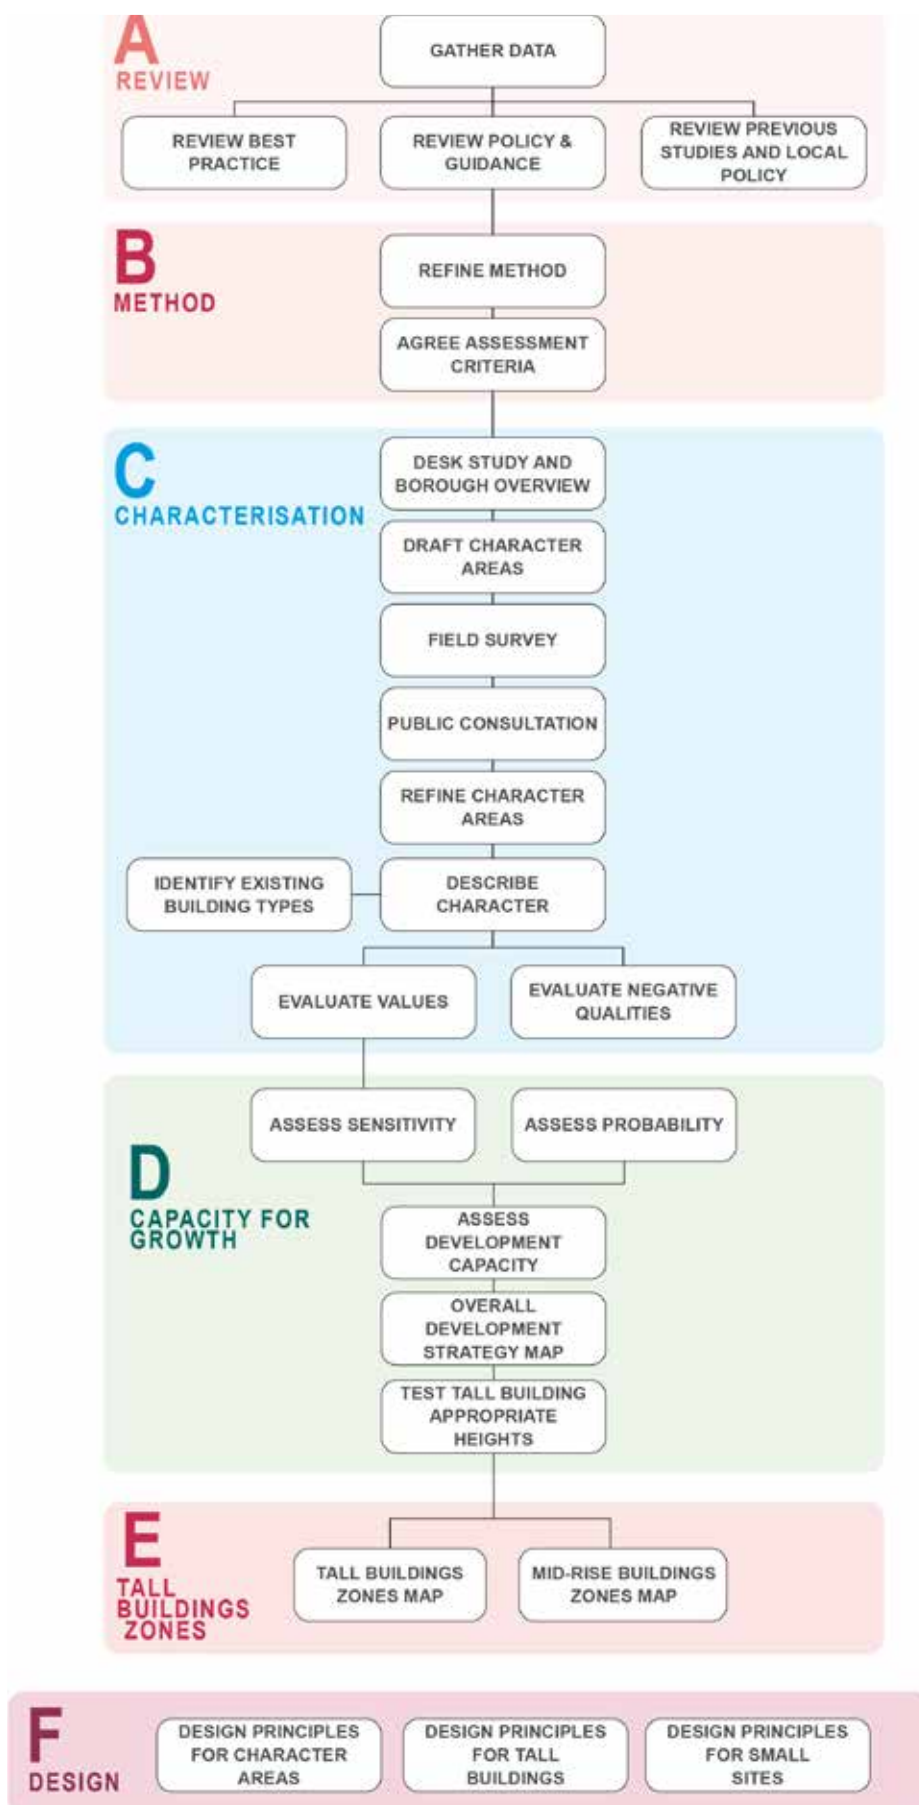 A
REVIEW
GATHER DATA
REVIEW BEST
PRACTICE
REVIEW POLICY &
GUIDANCE
REVIEW PREVIOUS
STUDIES AND LOCAL
POLICY
B
METHOD
REFINE METHOD
AGREE ASSESSMENT
CRITERIA
C
CHARACTERISATION
DESK STUDY AND
BOROUGH OVERVIEW
DRAFT CHARACTER
AREAS
FIELD SURVEY
PUBLIC CONSULTATION
REFINE CHARACTER
AREAS
IDENTIFY EXISTING
BUILDING TYPES
DESCRIBE
CHARACTER
EVALUATE VALUES
EVALUATE NEGATIVE
QUALITIES
D
CAPACITY FOR
GROWTH
ASSESS SENSITIVITY
ASSESS PROBABILITY
ASSESS
DEVELOPMENT
CAPACITY
OVERALL
DEVELOPMENT
STRATEGY MAP
TEST TALL BUILDING
APPROPRIATE
HEIGHTS
E
TALL
BUILDINGS
ZONES
TALL BUILDINGS
ZONES MAP
MID-RISE BUILDINGS
ZONES MAP
F
DESIGN
DESIGN PRINCIPLES
FOR CHARACTER
AREAS
DESIGN PRINCIPLES
FOR TALL
BUILDINGS
DESIGN PRINCIPLES
FOR SMALL
SITES